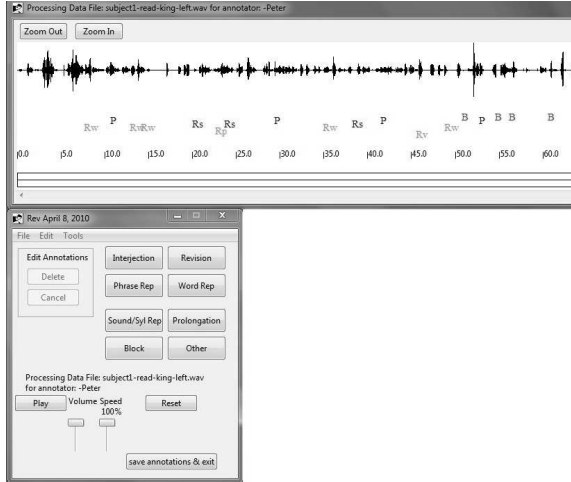 Processing Data File: subject1-read-king-left.wav for annotator: -Peter
Zoom Out Zoom In
Rw P Rw Rw Rs Rp Rs P Rw Rs P Rv Rw B P B B B
0.0 5.0 10.0 15.0 20.0 25.0 30.0 35.0 40.0 45.0 50.0 55.0 60.0
Rev April 8, 2010
File Edit Tools
Edit Annotations
Delete
Cancel
Interjection Revision
Phrase Rep Word Rep
Sound/Syl Rep Prolongation
Block Other
Processing Data File: subject1-read-king-left.wav
for annotator: -Peter
Play Volume Speed Reset
100%
save annotations & exit